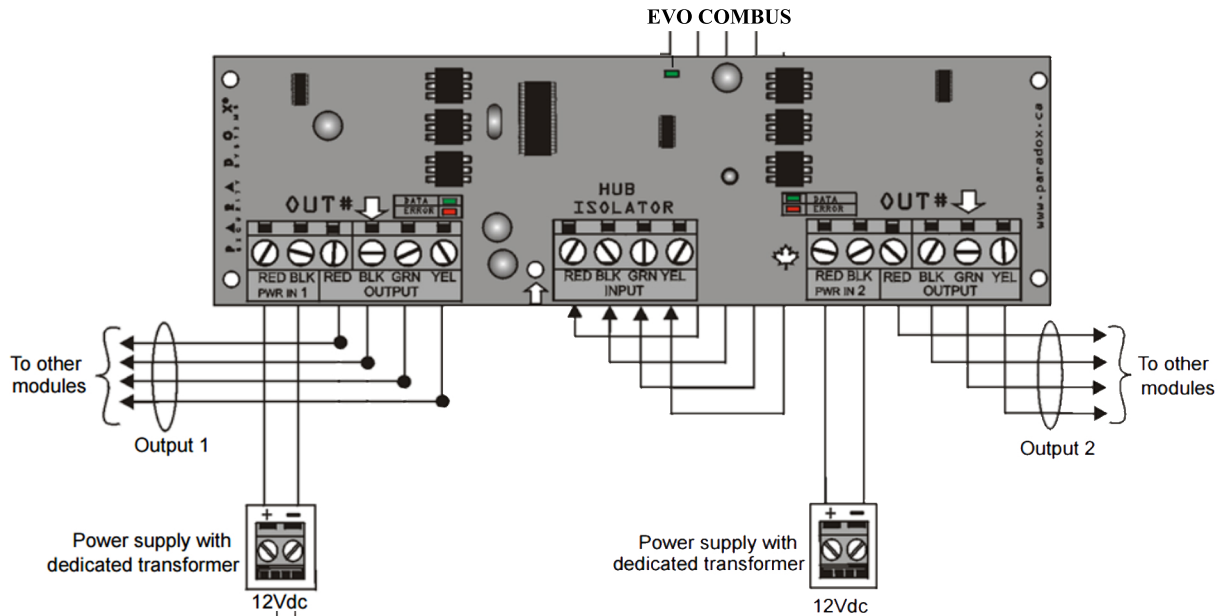 EVO COMBUS
PARADOX®
SECURITY SYSTEMS
www.paradox.ca
HUB
ISOLATOR
OUT#
DATA
ERROR
DATA
ERROR
OUT#
RED BLK RED BLK GRN YEL
PWR IN 1 OUTPUT
RED BLK GRN YEL
INPUT
RED BLK RED BLK GRN YEL
PWR IN 2 OUTPUT
To other
modules
Output 1
To other
modules
Output 2
+ −
Power supply with
dedicated transformer
12Vdc
+ −
Power supply with
dedicated transformer
12Vdc